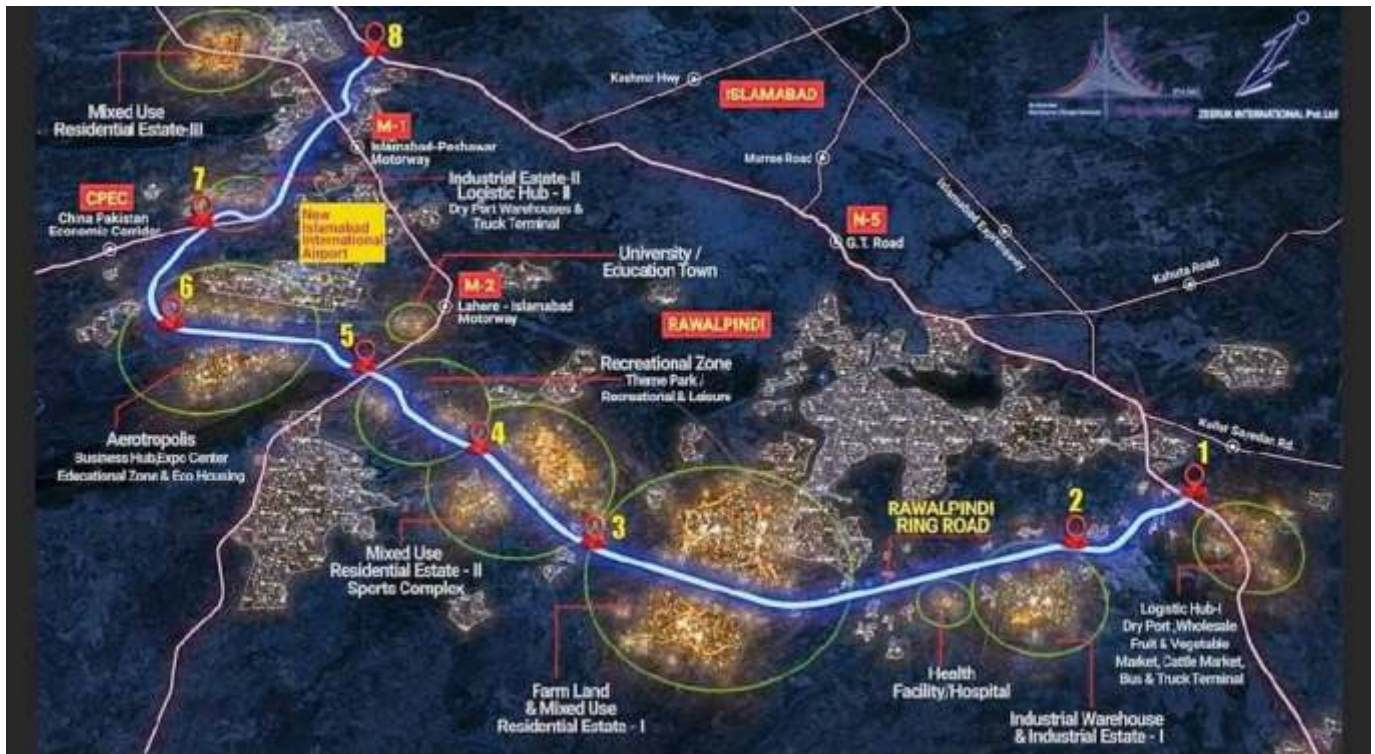 8
Kashmir Hwy
ISLAMABAD
ZEERUK INTERNATIONAL Pvt.Ltd
Mixed Use
Residential Estate-III
M-1
Islamabad-Peshawar
Motorway
Murree Road
7
CPEC
China Pakistan
Economic Corridor
Industrial Estate-II
Logistic Hub - II
Dry Port Warehouses &
Truck Terminal
New
Islamabad
International
Airport
Islamabad Expressway
N-5
G.T. Road
University /
Education Town
Kahuta Road
6
M-2
Lahere - Islamabad
Motorway
RAWALPINDI
5
Recreational Zone
Theme Park /
Recreational & Leisure
4
Aerotropolis
Business Hub,Expo Center
Educational Zone & Eco Housing
Kallar Sayedan Rd.
1
2
3
RAWALPINDI
RING ROAD
Mixed Use
Residential Estate - II
Sports Complex
Logistic Hub-I
Dry Port ,Wholesale
Fruit & Vegetable
Market, Cattle Market,
Bus & Truck Terminal
Health
Facility/Hospital
Farm Land
& Mixed Use
Residential Estate - I
Industrial Warehouse
& Industrial Estate - I